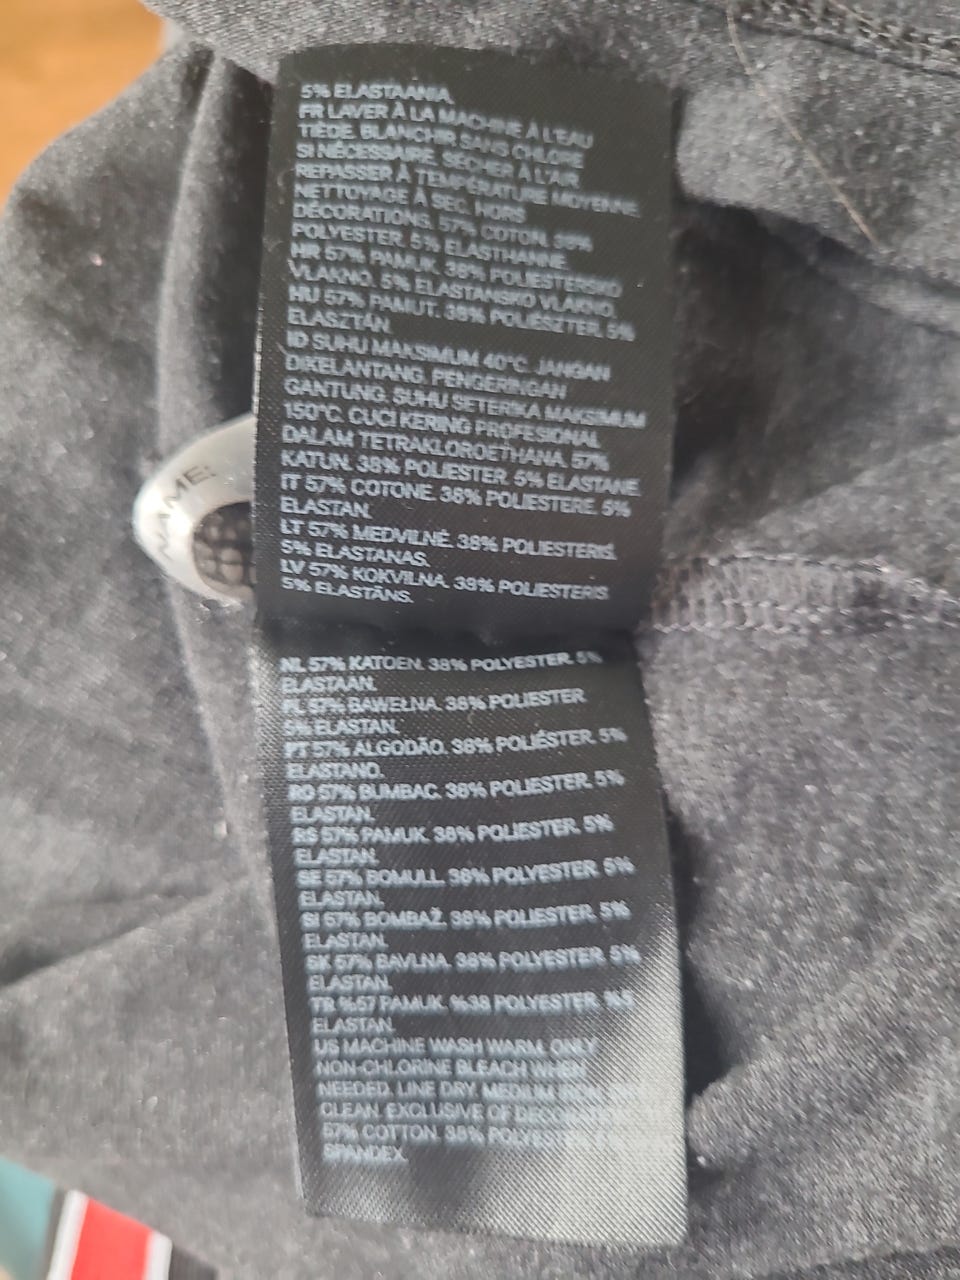 5% ELASTAANIA.
FR LAVER À LA MACHINE À L'EAU
TIÈDE. BLANCHIR SANS CHLORE
SI NÉCESSAIRE. SÉCHER À L'AIR
REPASSER À TEMPÉRATURE MOYENNE.
NETTOYAGE À SEC. HORS
DÉCORATIONS. 57% COTON. 38%
POLYESTER. 5% ELASTHANNE.
HR 57% PAMUK. 38% POLIESTERSKO
VLAKNO. 5% ELASTANSKO VLAKNO.
HU 57% PAMUT. 38% POLIÉSZTER. 5%
ELASZTÁN.
ID SUHU MAKSIMUM 40°C. JANGAN
DIKELANTANG. PENGERINGAN
GANTUNG. SUHU SETERIKA MAKSIMUM
150°C. CUCI KERING PROFESIONAL
DALAM TETRAKLOROETHANA. 57%
KATUN. 38% POLIESTER. 5% ELASTANE.
IT 57% COTONE. 38% POLIESTERE. 5%
ELASTAN.
LT 57% MEDVILNĖ. 38% POLIESTERIS.
5% ELASTANAS.
LV 57% KOKVILNA. 38% POLIESTERIS.
5% ELASTĀNS.
NAME:
NL 57% KATOEN. 38% POLYESTER. 5%
ELASTAAN.
PL 57% BAWEŁNA. 38% POLIESTER
5% ELASTAN.
PT 57% ALGODÃO. 38% POLIÉSTER. 5%
ELASTANO.
RO 57% BUMBAC. 38% POLIESTER. 5%
ELASTAN.
RS 57% PAMUK. 38% POLIESTER. 5%
ELASTAN.
SE 57% BOMULL. 38% POLYESTER 5%
ELASTAN.
SI 57% BOMBAŽ. 38% POLIESTER. 5%
ELASTAN.
SK 57% BAVLNA. 38% POLYESTER. 5%
ELASTAN.
TR %57 PAMUK. %38 POLYESTER. %5
ELASTAN.
US MACHINE WASH WARM. ONLY
NON-CHLORINE BLEACH WHEN
NEEDED. LINE DRY. MEDIUM IRON. DRY
CLEAN. EXCLUSIVE OF DECORATION.
57% COTTON. 38% POLYESTER.
SPANDEX.